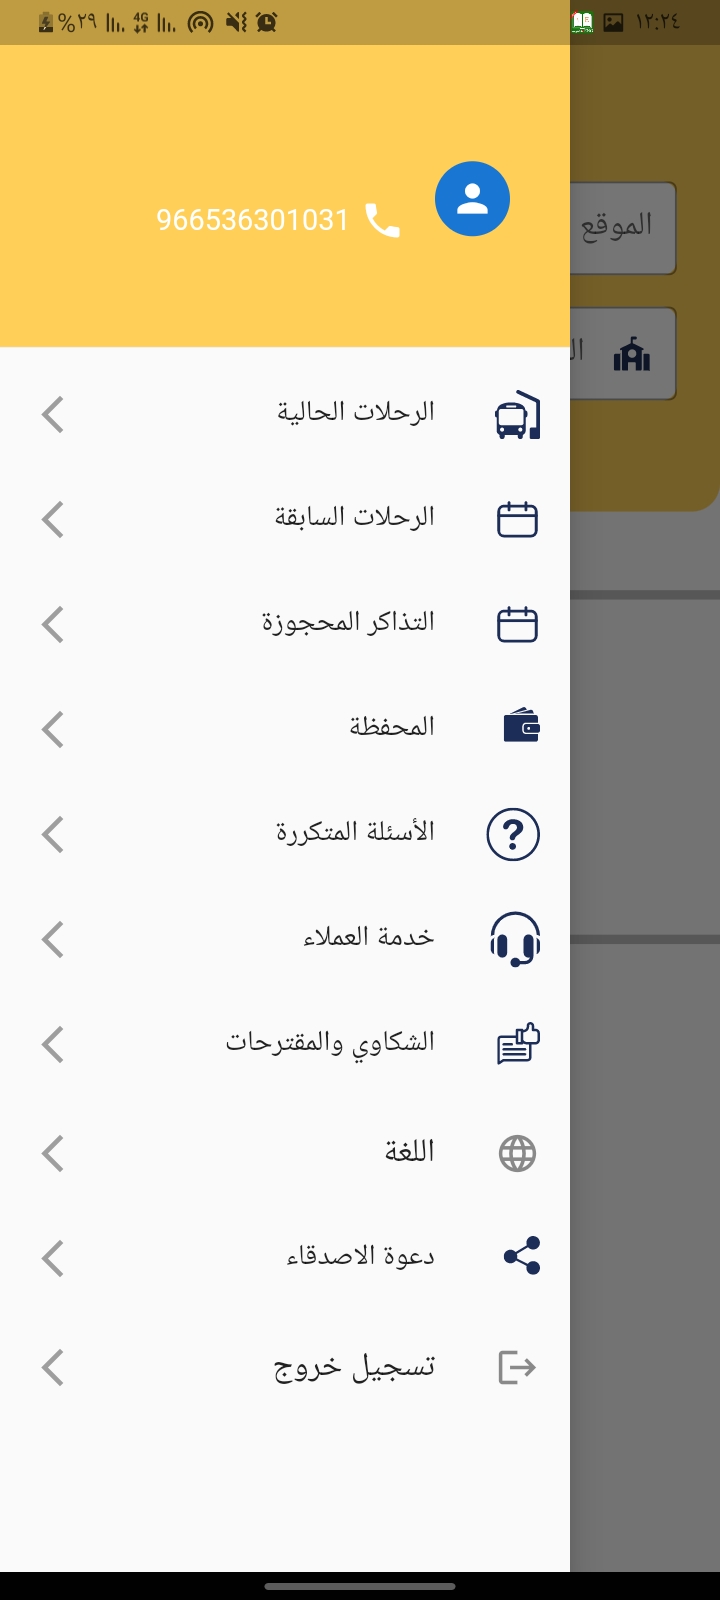 ١٢:٢٤
4G
%٢٩
966536301031
الموقع
الرحلات الحالية
الرحلات السابقة
التذاكر المحجوزة
المحفظة
الأسئلة المتكررة
خدمة العملاء
الشكاوي والمقترحات
اللغة
دعوة الاصدقاء
تسجيل خروج